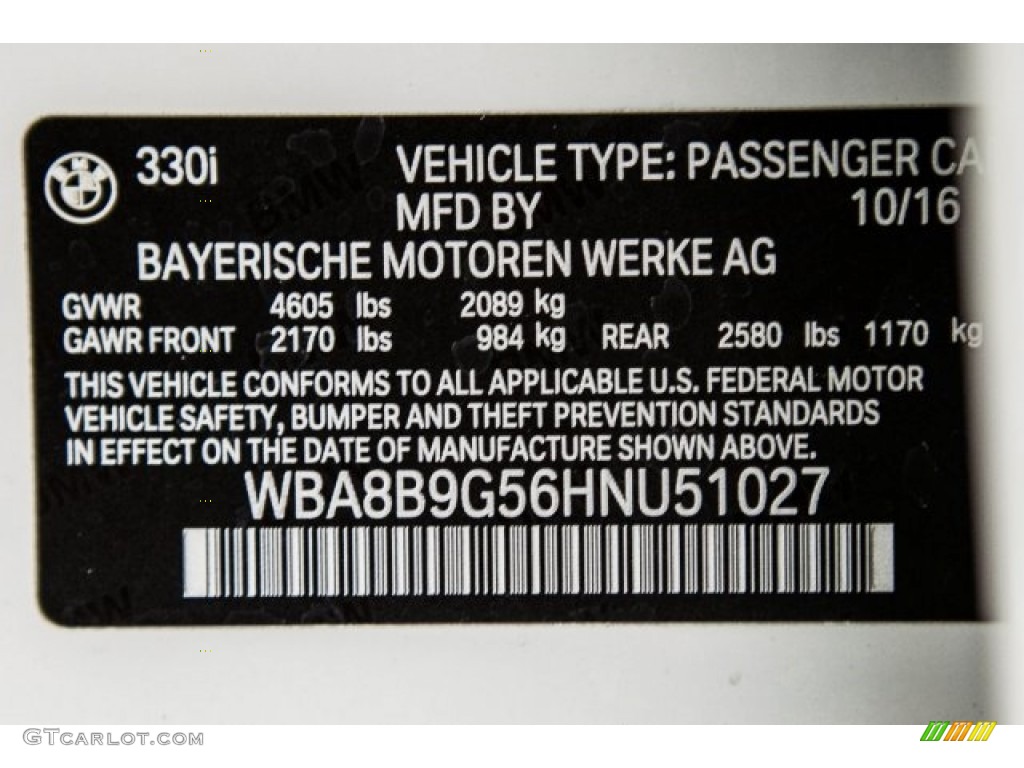 330i VEHICLE TYPE: PASSENGER CA
MFD BY 10/16
BAYERISCHE MOTOREN WERKE AG
GVWR 4605 lbs 2089 kg
GAWR FRONT 2170 lbs 984 kg REAR 2580 lbs 1170 kg
THIS VEHICLE CONFORMS TO ALL APPLICABLE U.S. FEDERAL MOTOR
VEHICLE SAFETY, BUMPER AND THEFT PREVENTION STANDARDS
IN EFFECT ON THE DATE OF MANUFACTURE SHOWN ABOVE.
WBA8B9G56HNU51027
GTCARLOT.COM